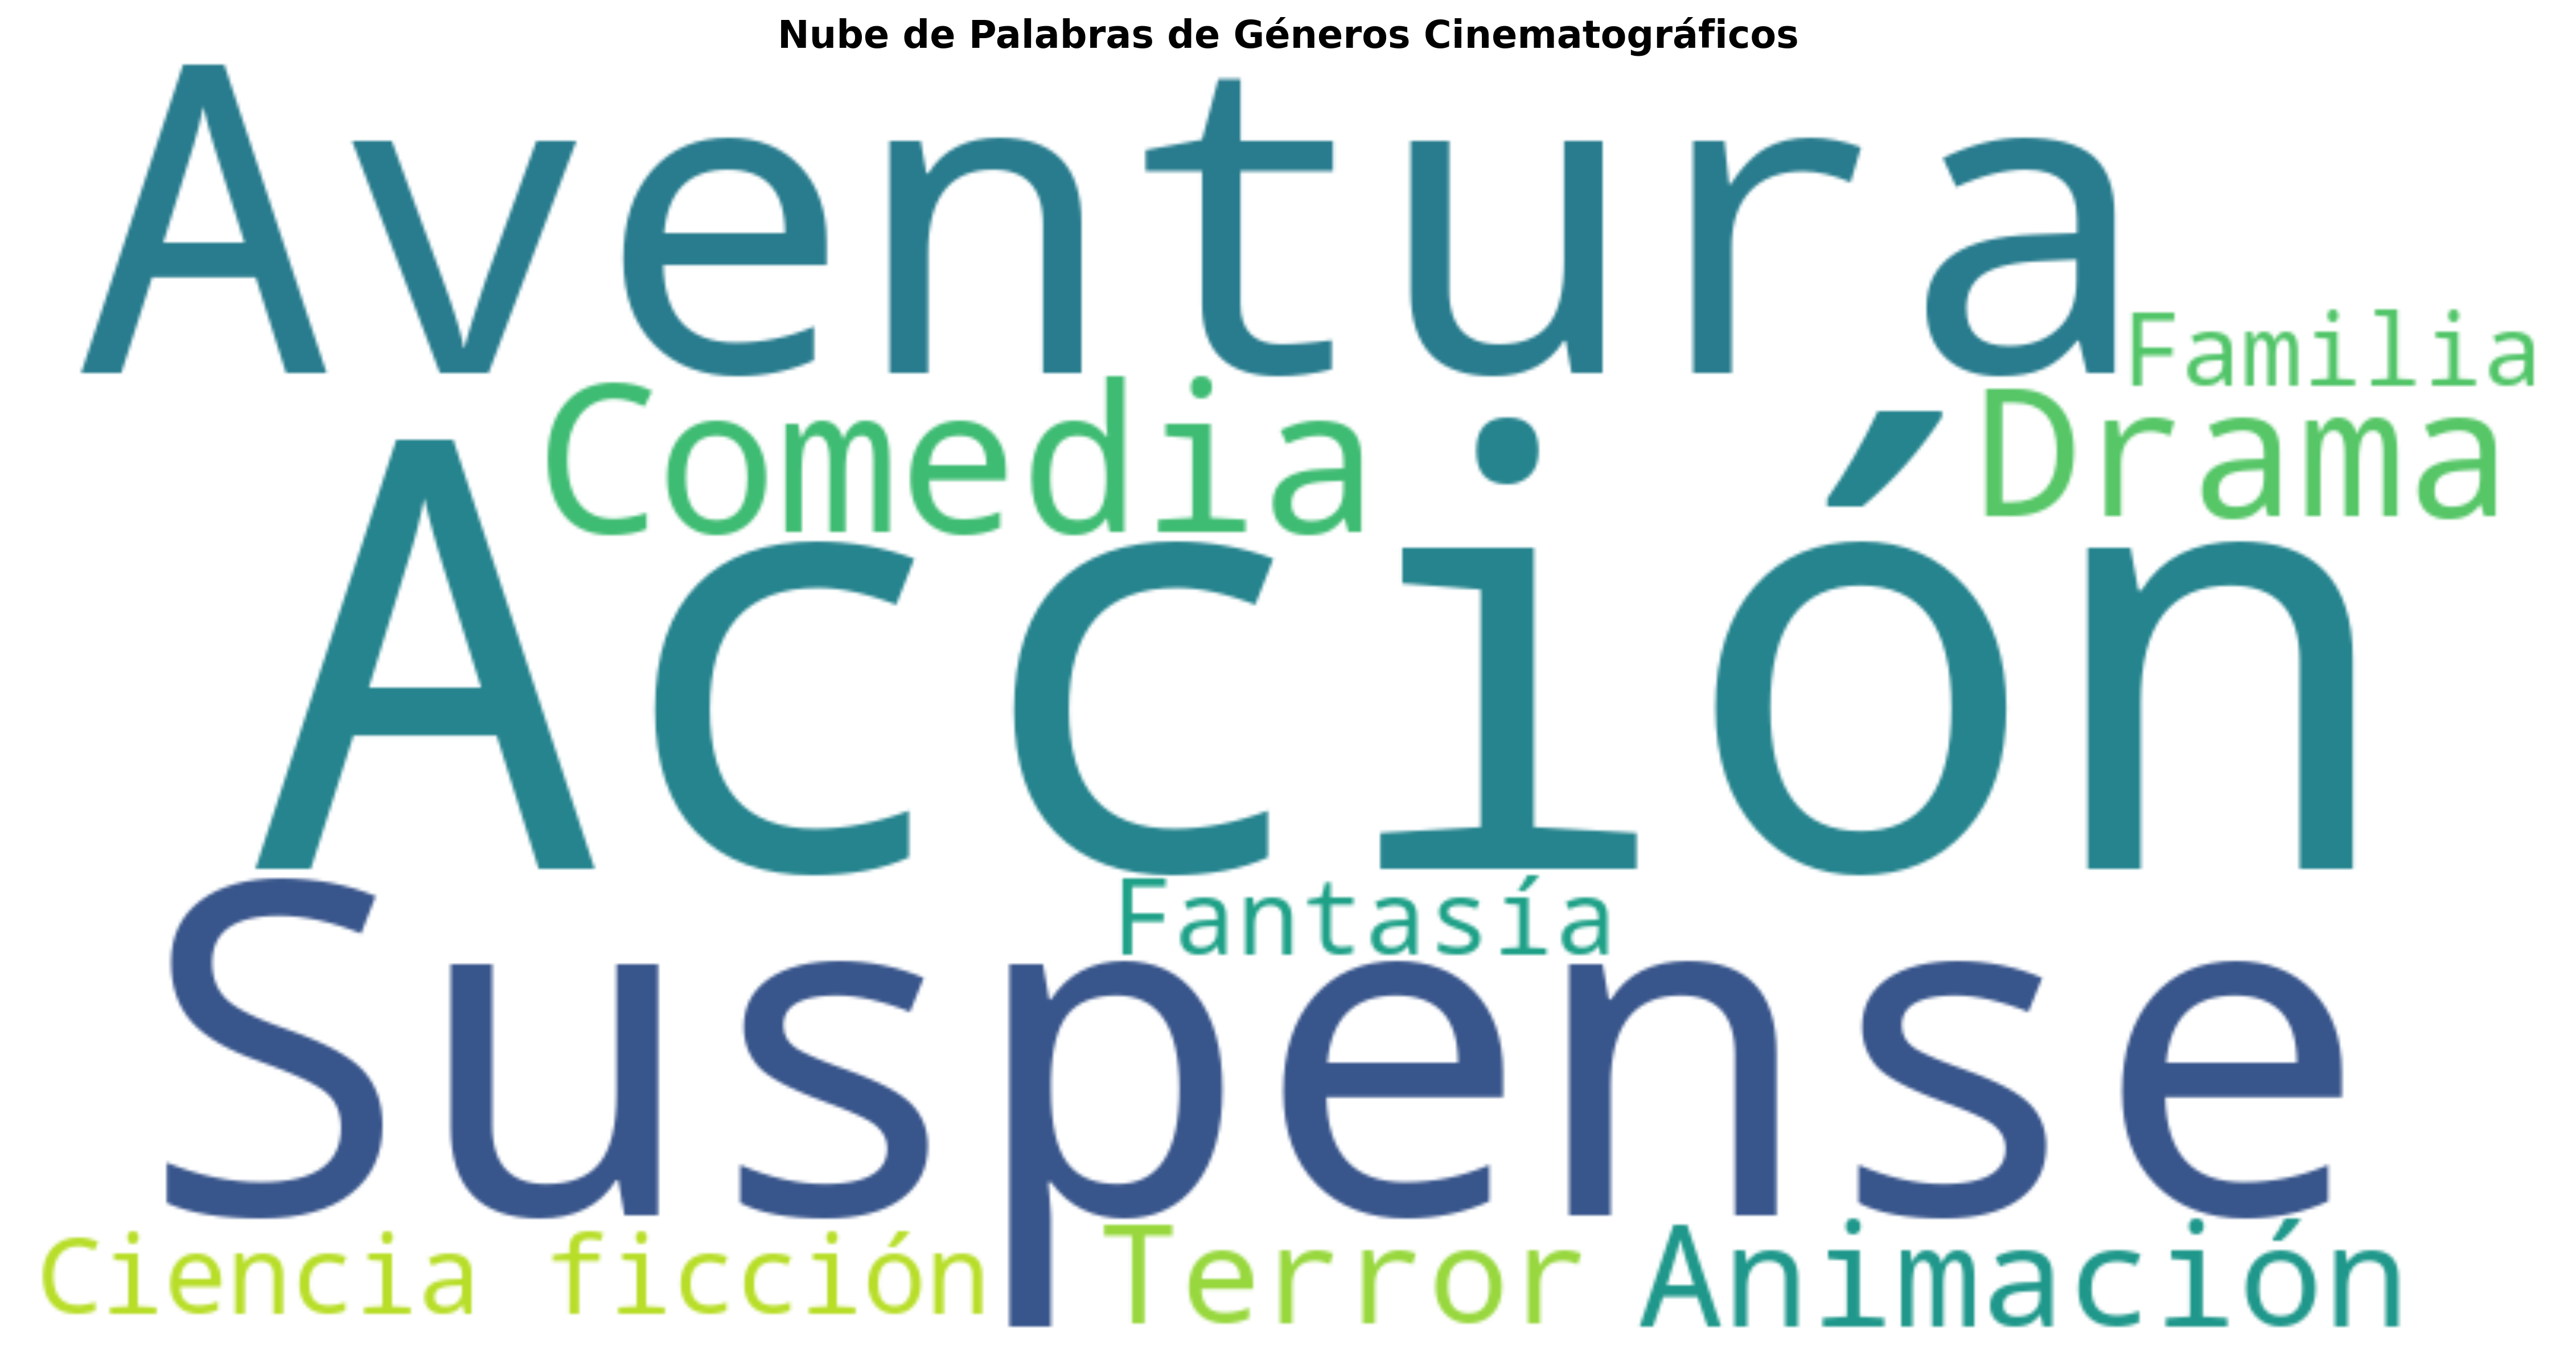 Nube de Palabras de Géneros Cinematográficos
Aventura
Familia
Comedia
Drama
Acción
Fantasía
Suspense
Ciencia ficción
Terror
Animación